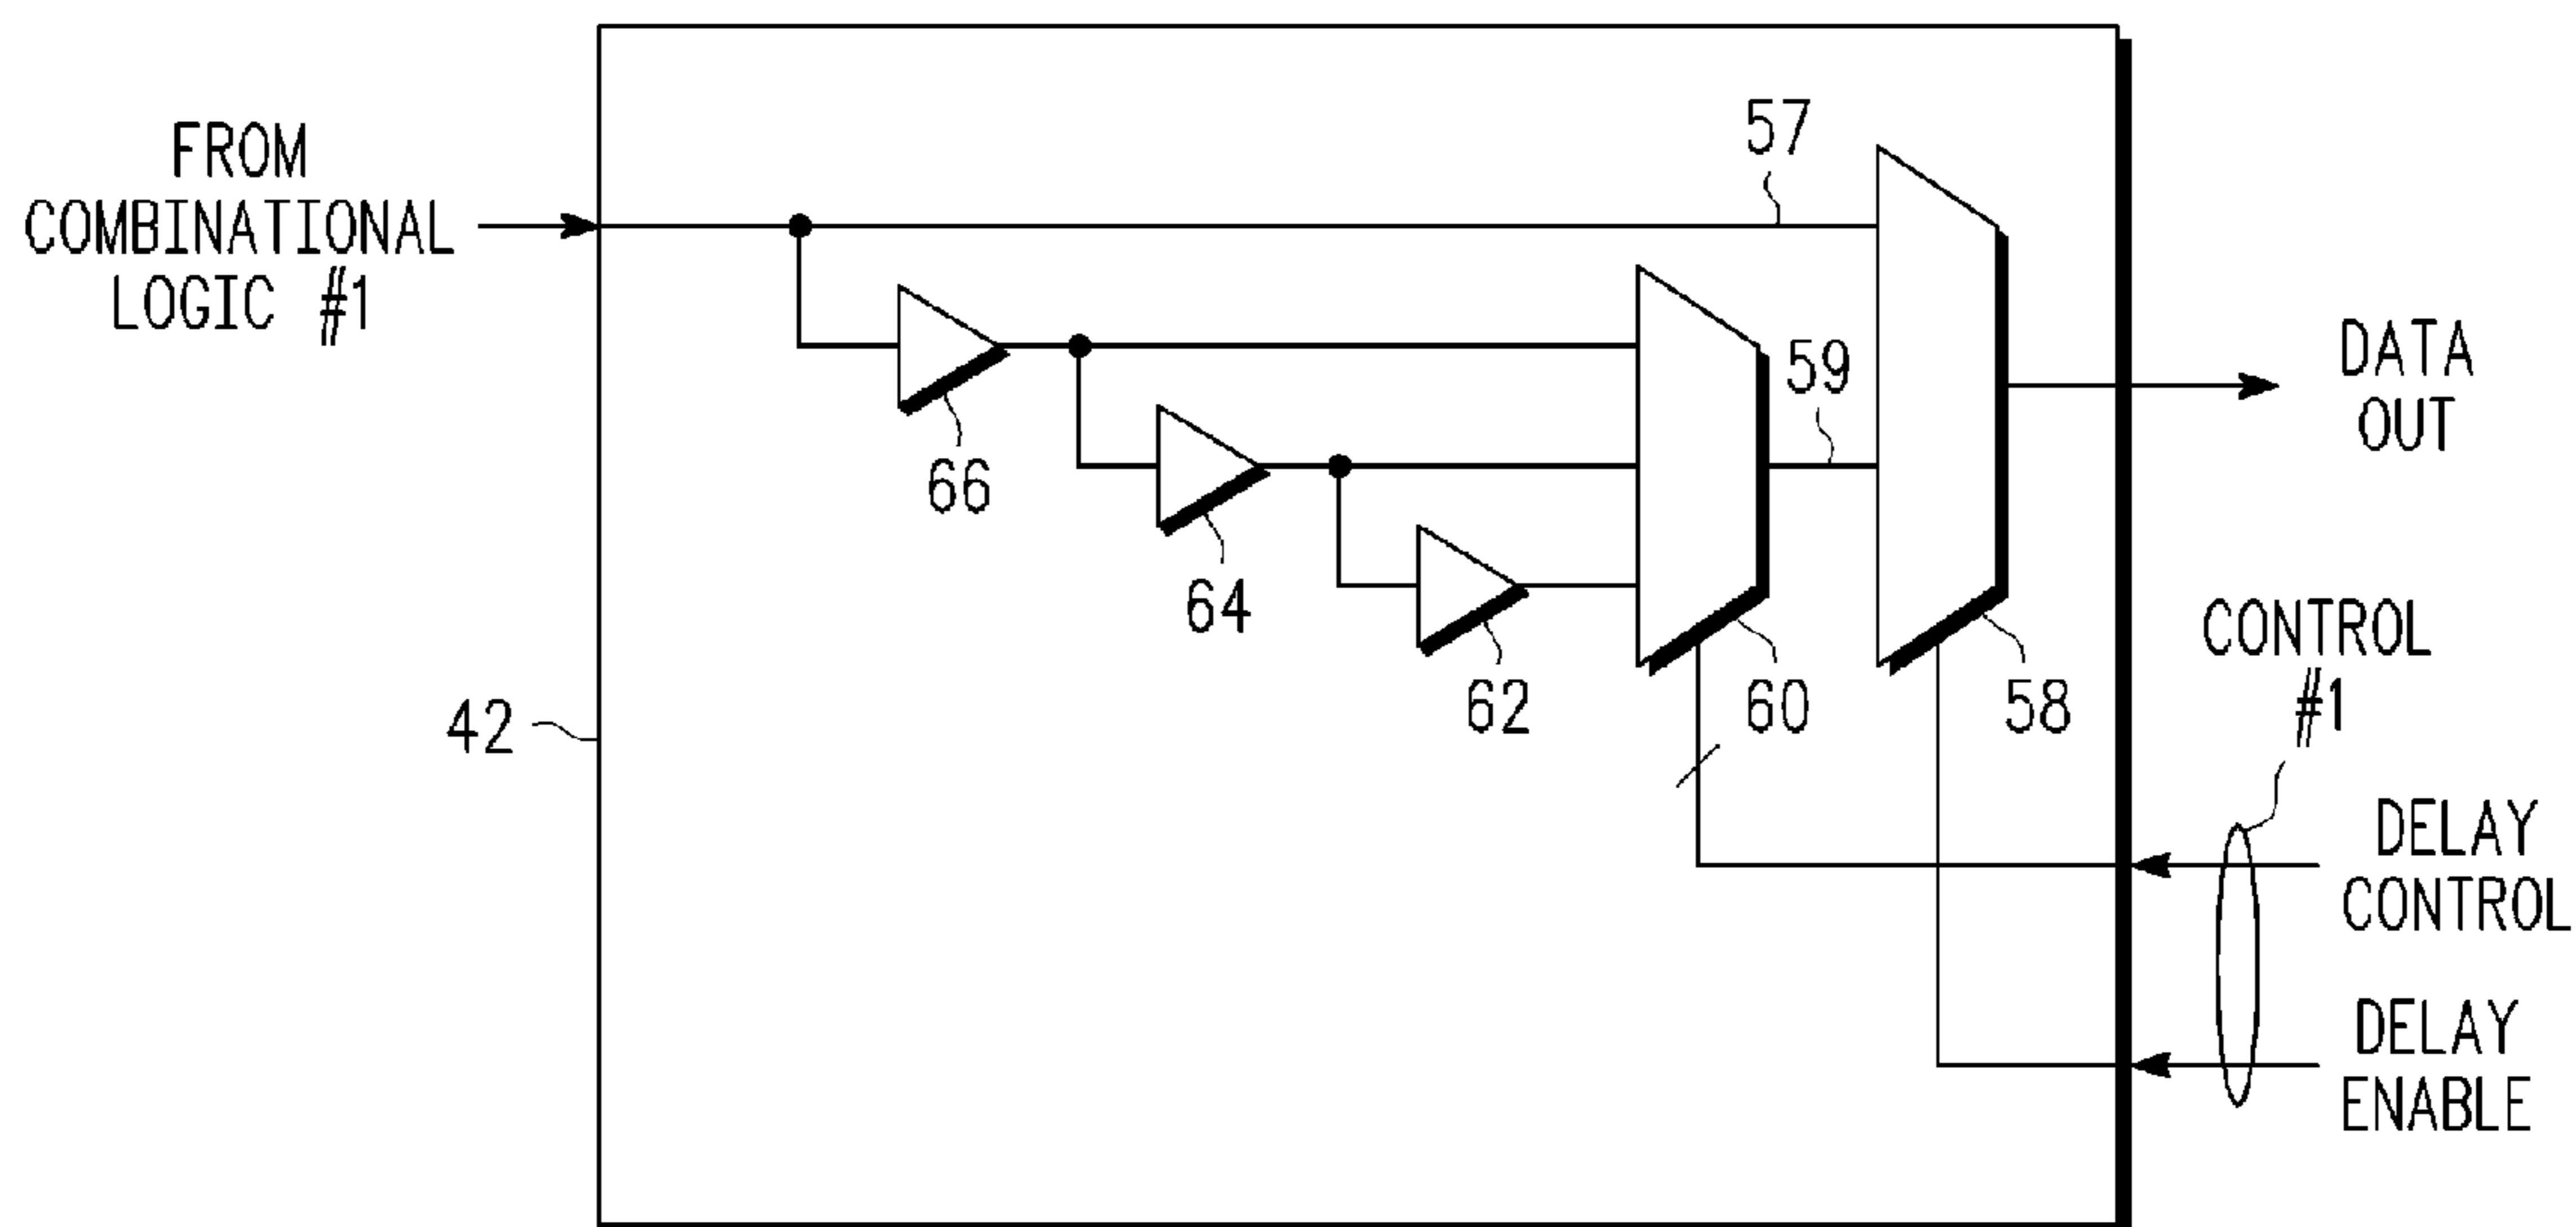 FROM
COMBINATIONAL
LOGIC #1
57
59
DATA
OUT
66
64
62
60
58
CONTROL
#1
42
DELAY
CONTROL
DELAY
ENABLE